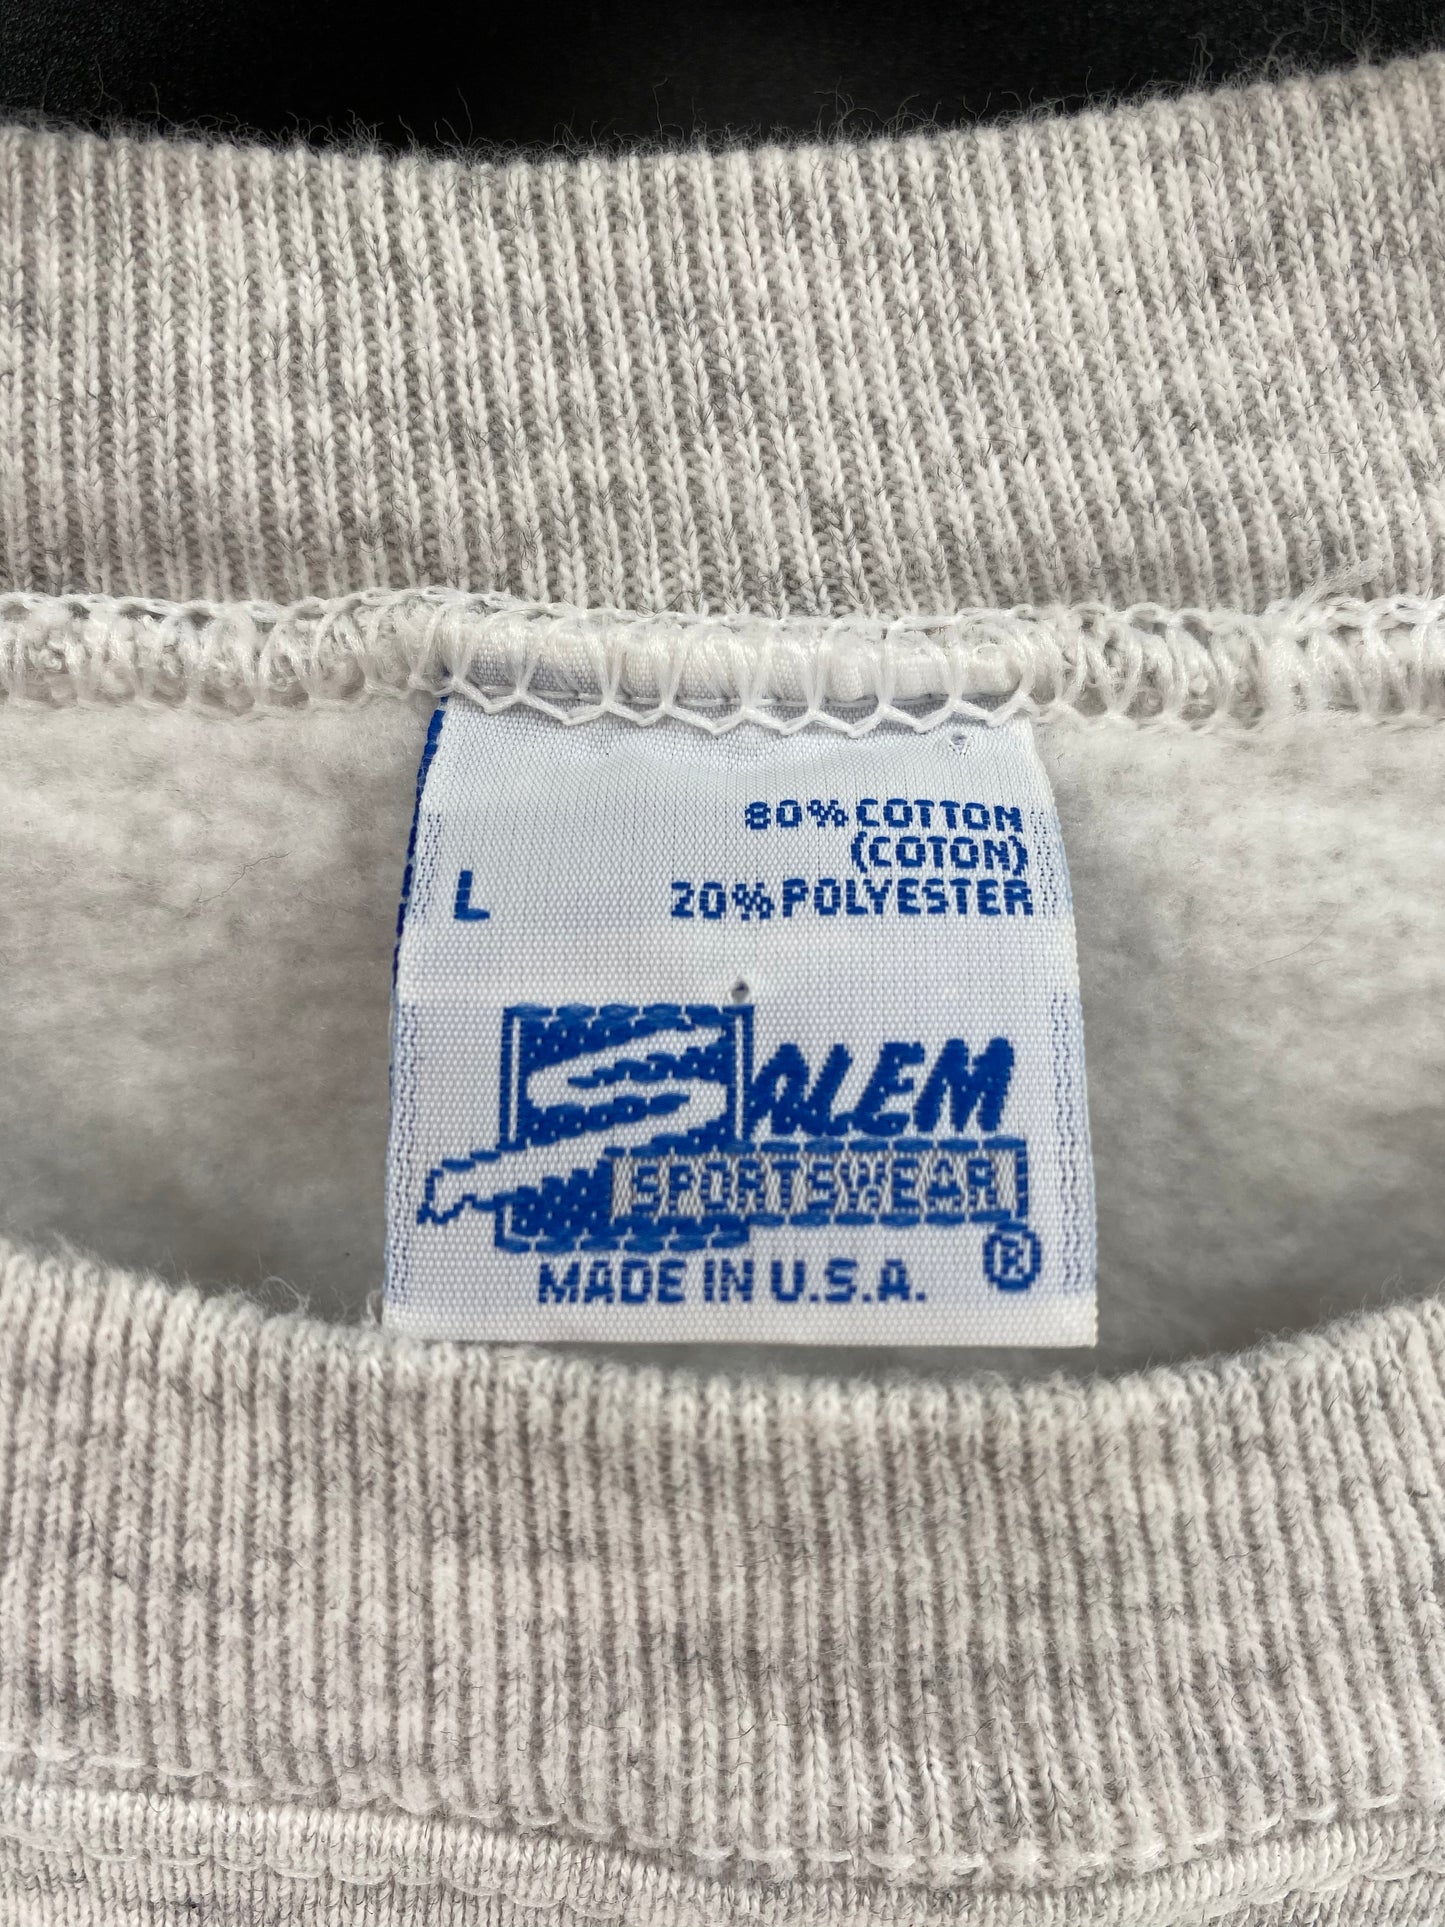 80% COTTON
(COTON)
L 20% POLYESTER
SALEM
SPORTSWEAR
®
MADE IN U.S.A.